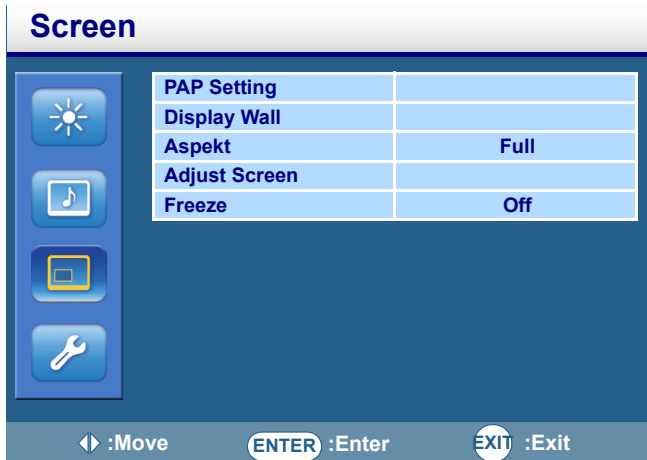 Screen
PAP Setting
Display Wall
Aspekt Full
Adjust Screen
Freeze Off
:Move ENTER :Enter EXIT :Exit